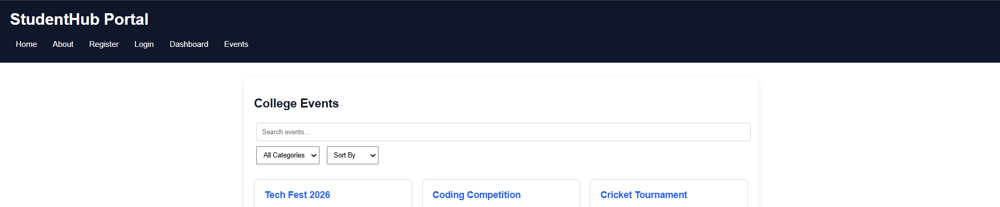 StudentHub Portal
Home About Register Login Dashboard Events
College Events
Search events...
All Categories Sort By
Tech Fest 2026 Coding Competition Cricket Tournament